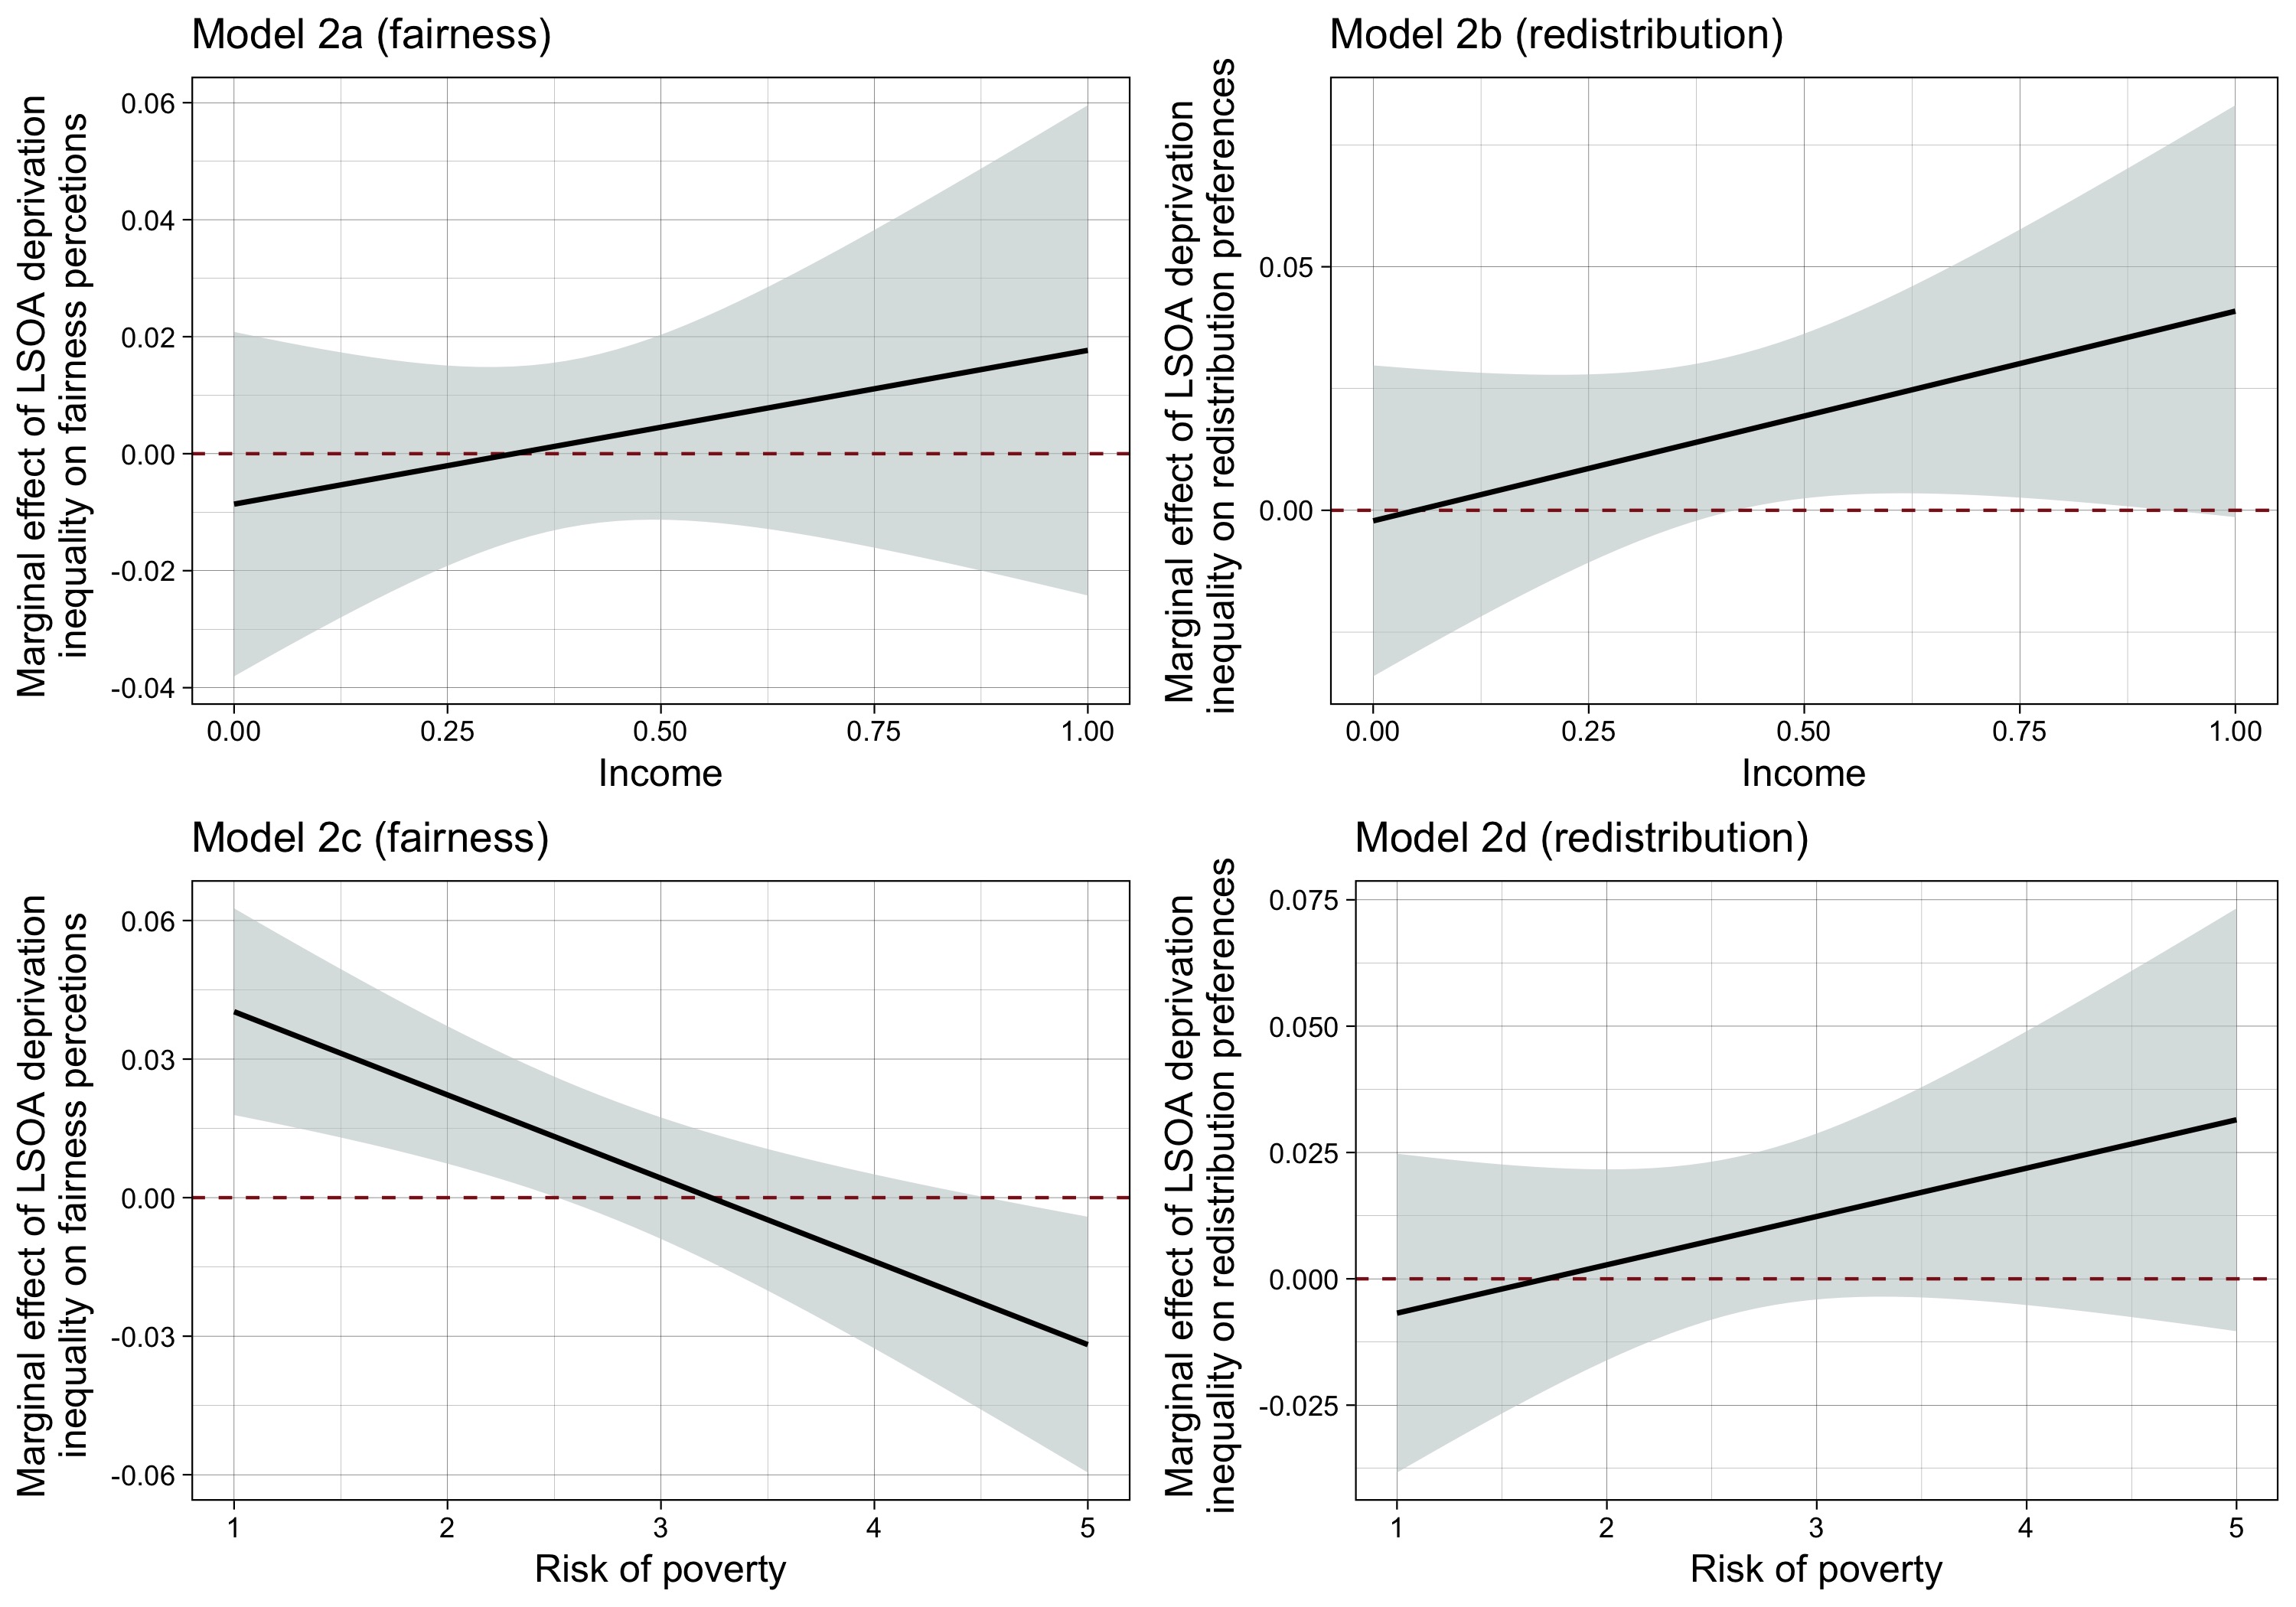 Model 2a (fairness)
Marginal effect of LSOA deprivation
inequality on fairness percetions
0.06
0.04
0.02
0.00
-0.02
-0.04
0.00 0.25 0.50 0.75 1.00
Income
Model 2b (redistribution)
Marginal effect of LSOA deprivation
inequality on redistribution preferences
0.05
0.00
0.00 0.25 0.50 0.75 1.00
Income
Model 2c (fairness)
Marginal effect of LSOA deprivation
inequality on fairness percetions
0.06
0.03
0.00
-0.03
-0.06
1 2 3 4 5
Risk of poverty
Model 2d (redistribution)
Marginal effect of LSOA deprivation
inequality on redistribution preferences
0.075
0.050
0.025
0.000
-0.025
1 2 3 4 5
Risk of poverty